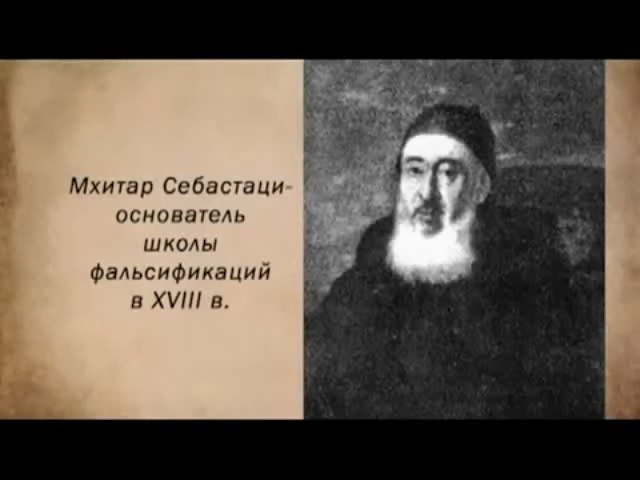 Мхитар Себастаци-
основатель
школы
фальсификаций
в XVIII в.